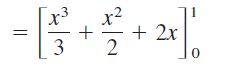 = [x³/3 + x²/2 + 2x]₀¹